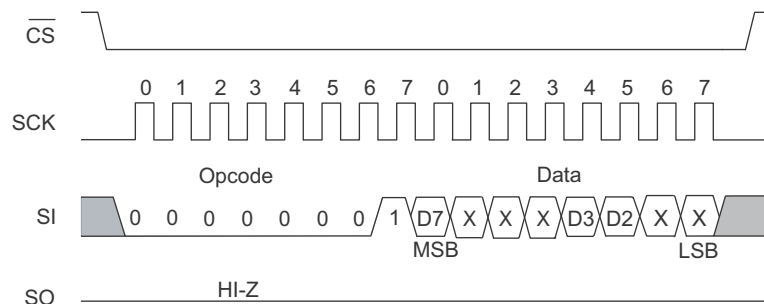 CS
0 1 2 3 4 5 6 7 0 1 2 3 4 5 6 7
SCK
Opcode Data
SI 0 0 0 0 0 0 0 1 D7 X X X D3 D2 X X
MSB LSB
HI-Z
SO